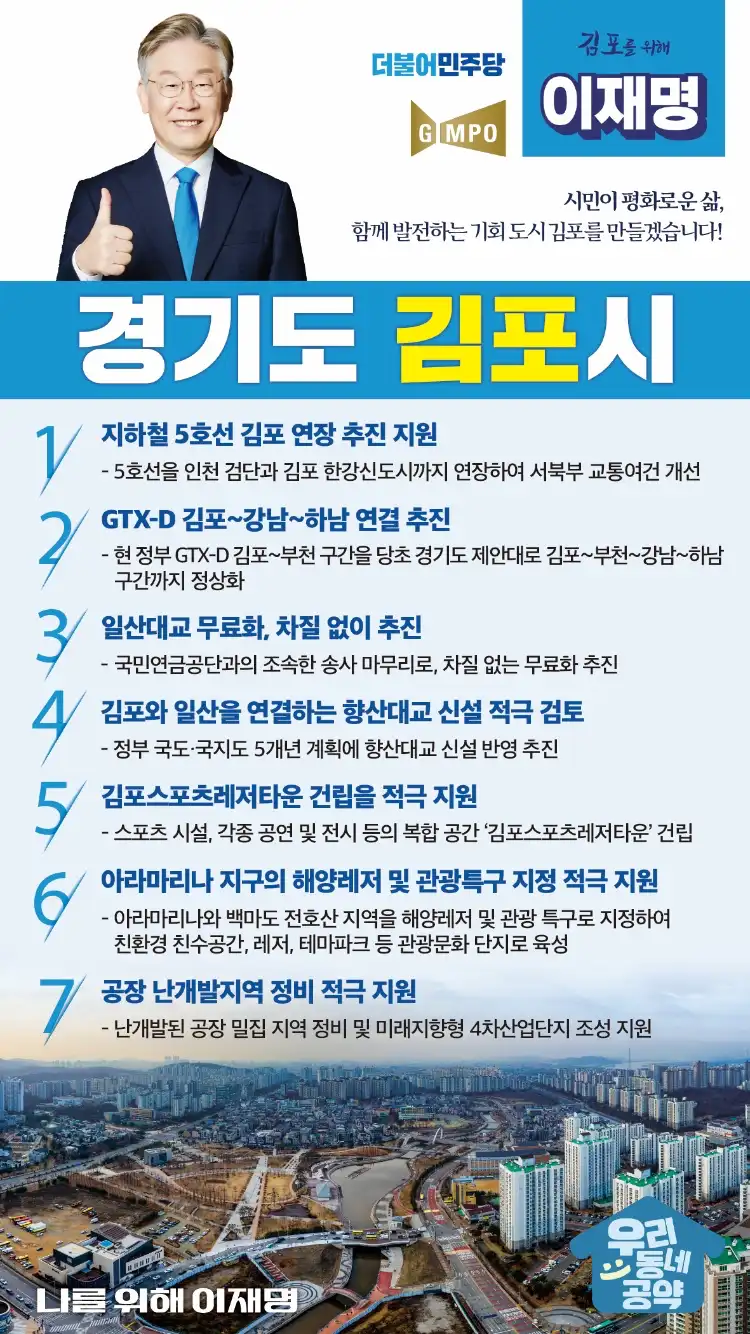 더불어민주당
GIMPO
김포를 위해
이재명
시민이 평화로운 삶,
함께 발전하는 기회 도시 김포를 만들겠습니다!
경기도 김포시
1
지하철 5호선 김포 연장 추진 지원
- 5호선을 인천 검단과 김포 한강신도시까지 연장하여 서북부 교통여건 개선
2
GTX-D 김포~강남~하남 연결 추진
- 현 정부 GTX-D 김포~부천 구간을 당초 경기도 제안대로 김포~부천~강남~하남
구간까지 정상화
3
일산대교 무료화, 차질 없이 추진
- 국민연금공단과의 조속한 송사 마무리로, 차질 없는 무료화 추진
4
김포와 일산을 연결하는 향산대교 신설 적극 검토
- 정부 국도·국지도 5개년 계획에 향산대교 신설 반영 추진
5
김포스포츠레저타운 건립을 적극 지원
- 스포츠 시설, 각종 공연 및 전시 등의 복합 공간 ‘김포스포츠레저타운’ 건립
6
아라마리나 지구의 해양레저 및 관광특구 지정 적극 지원
- 아라마리나와 백마도 전호산 지역을 해양레저 및 관광 특구로 지정하여
친환경 친수공간, 레저, 테마파크 등 관광문화 단지로 육성
7
공장 난개발지역 정비 적극 지원
- 난개발된 공장 밀집 지역 정비 및 미래지향형 4차산업단지 조성 지원
나를 위해 이재명
우리
동네
공약